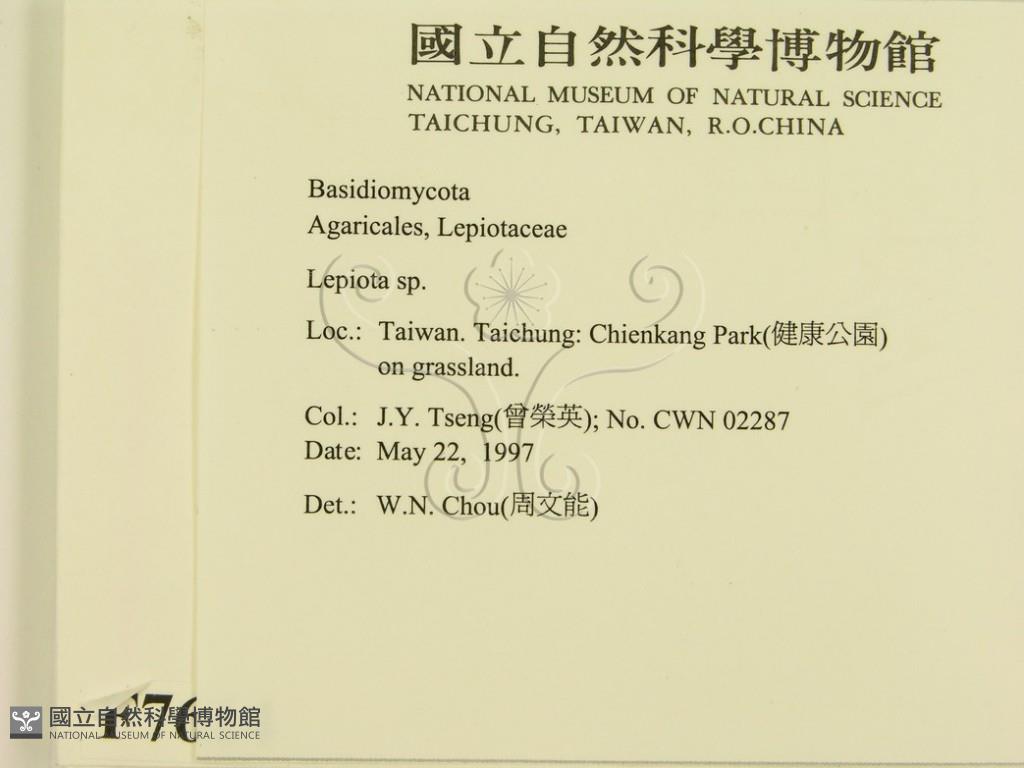 國立自然科學博物館
NATIONAL MUSEUM OF NATURAL SCIENCE
TAICHUNG, TAIWAN, R.O.CHINA
Basidiomycota
Agaricales, Lepiotaceae
Lepiota sp.
Loc.: Taiwan. Taichung: Chienkang Park(健康公園)
on grassland.
Col.: J.Y. Tseng(曾榮英); No. CWN 02287
Date: May 22, 1997
Det.: W.N. Chou(周文能)
國立自然科學博物館
NATIONAL MUSEUM OF NATURAL SCIENCE